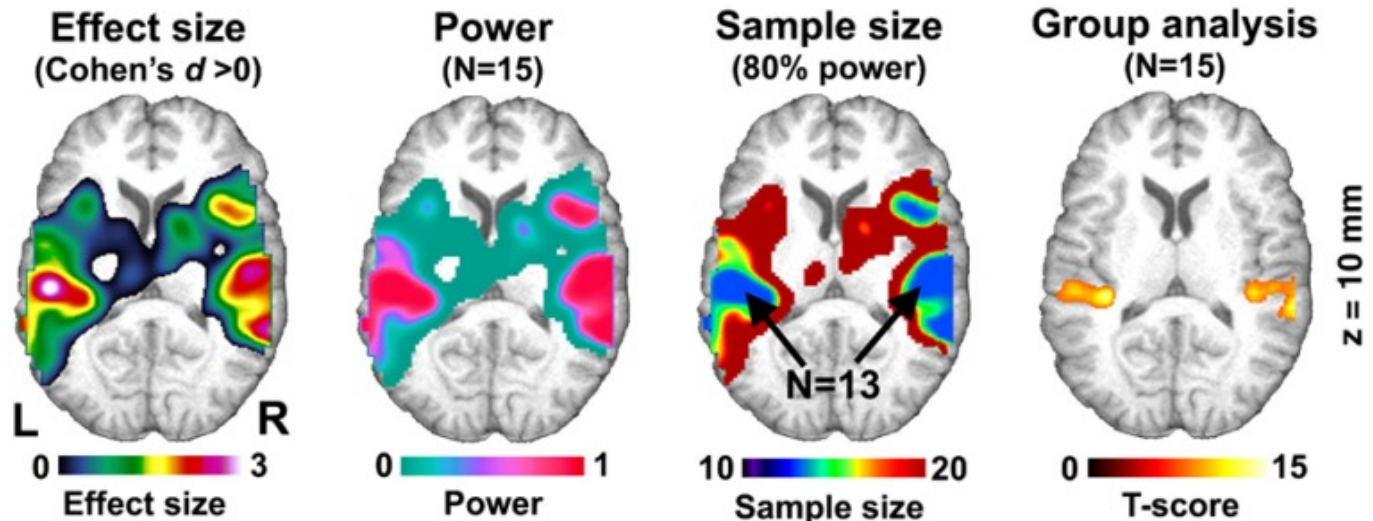 Effect size
(Cohen's d >0)
Power
(N=15)
Sample size
(80% power)
Group analysis
(N=15)
z = 10 mm
N=13
L
R
0 3
Effect size
0 1
Power
10 20
Sample size
0 15
T-score